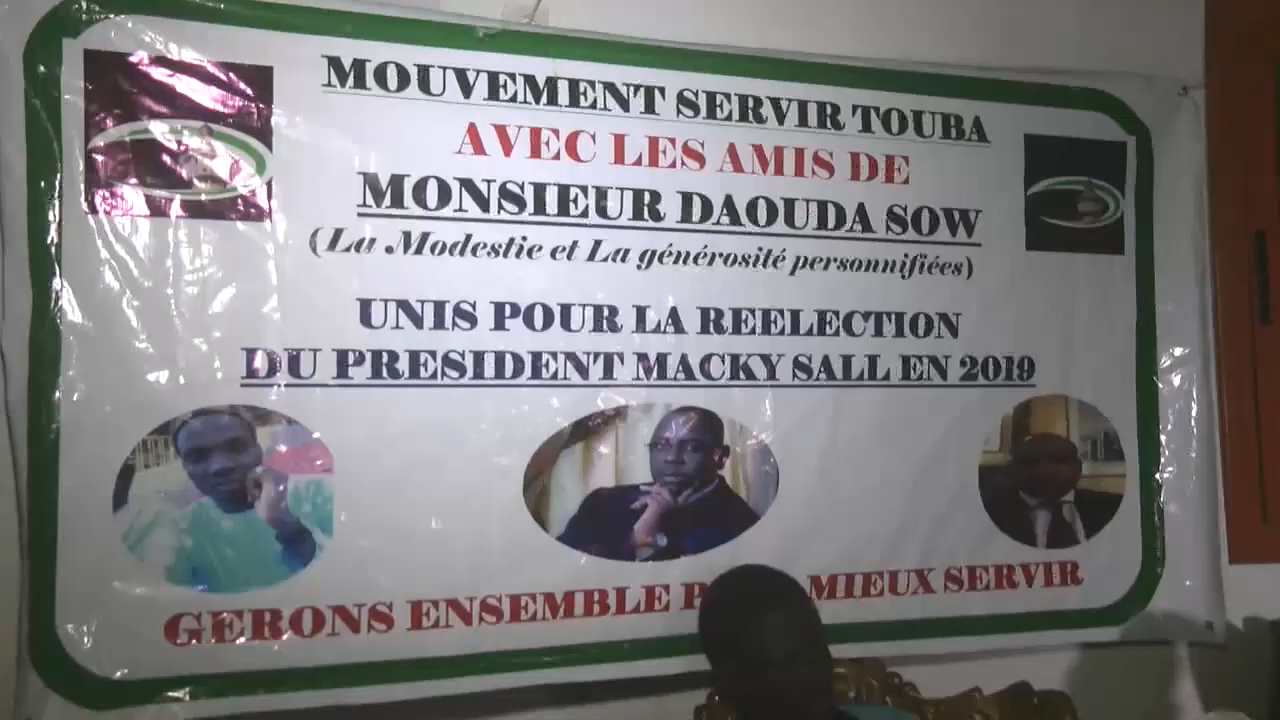 MOUVEMENT SERVIR TOUBA
AVEC LES AMIS DE
MONSIEUR DAOUDA SOW
(La Modestie et La générosité personnifiées)
UNIS POUR LA REELECTION
DU PRESIDENT MACKY SALL EN 2019
GERONS ENSEMBLE P MIEUX SERVIR